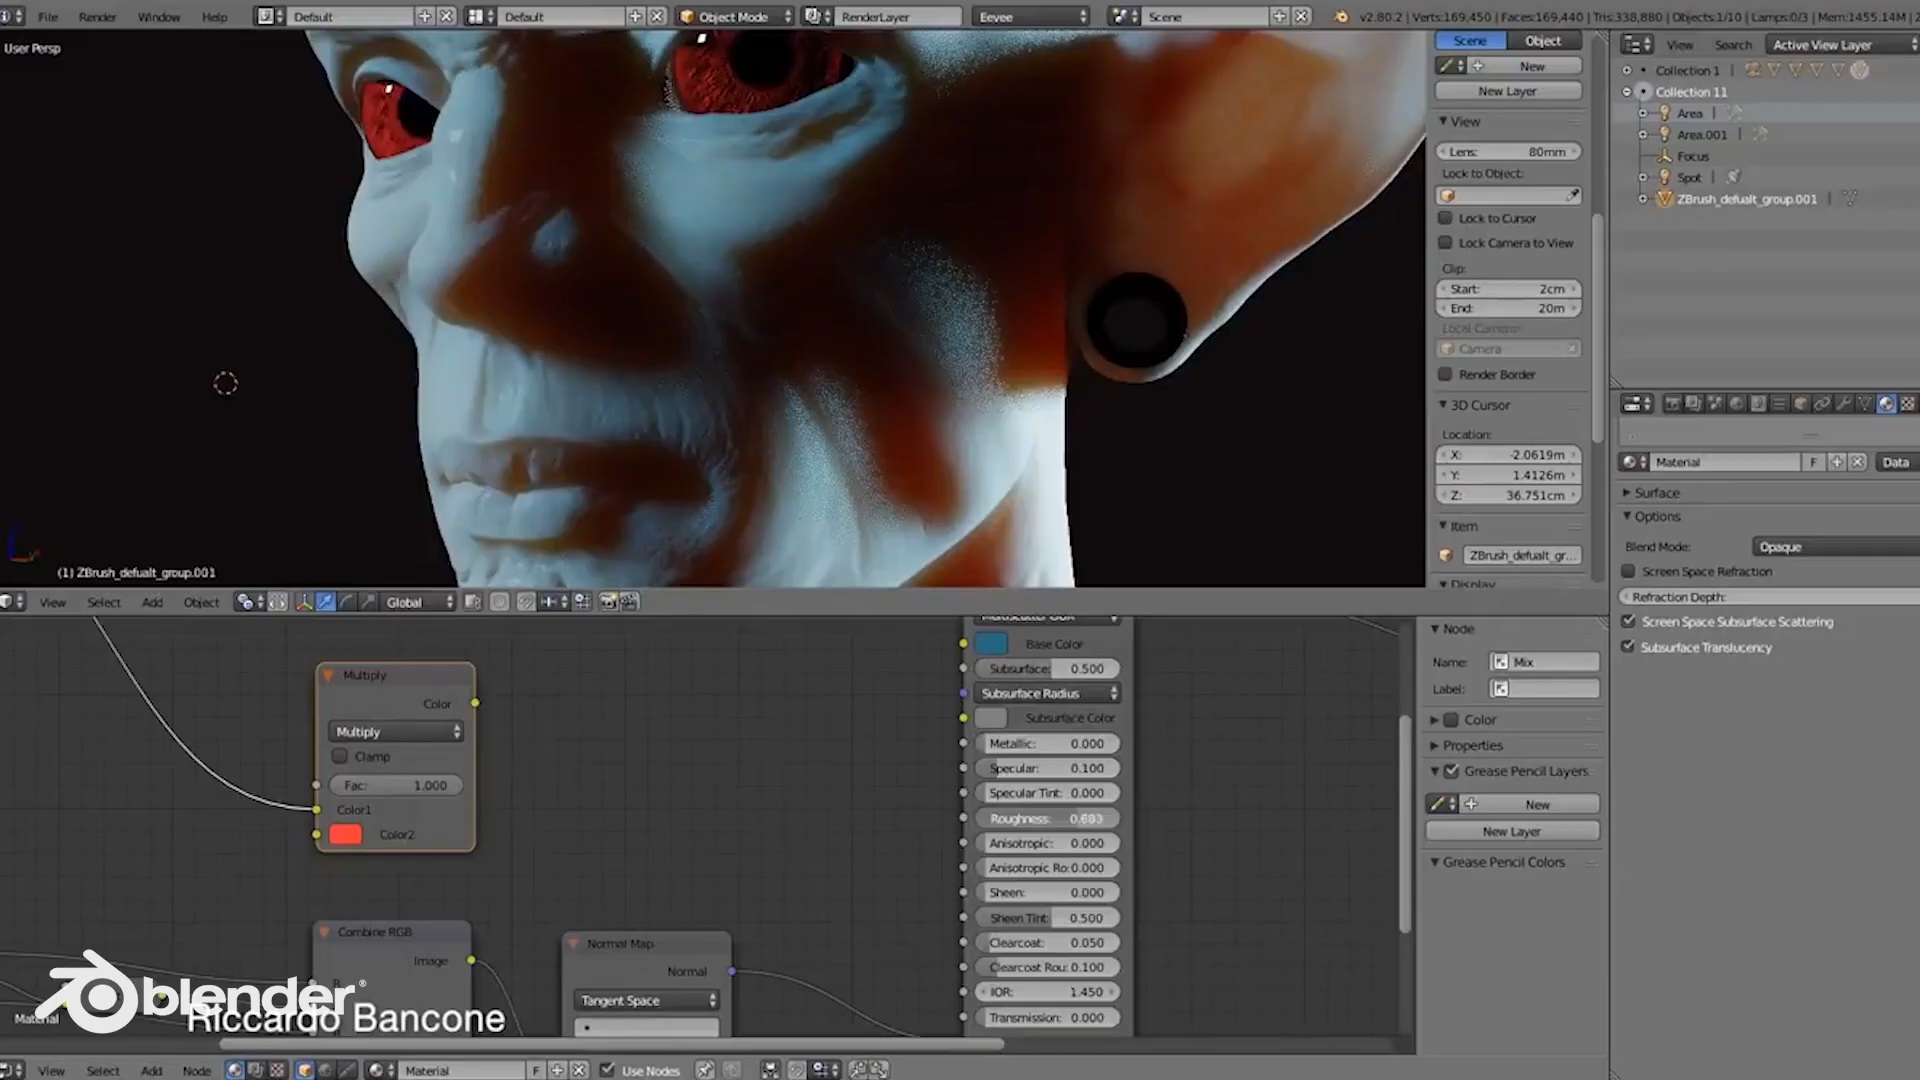 File Render Window Help Default Default Object Mode RenderLayer Eevee Scene v2.80.2 | Verts:169,450 | Faces:169,440 | Tris:338,880 | Objects:1/10 | Lamps:0/3 | Mem:1455.14M
User Persp
(1) ZBrush_defualt_group.001
Scene Object
New
New Layer
View
Lens: 80mm
Lock to Object:
Lock to Cursor
Lock Camera to View
Clip:
Start: 2cm
End: 20m
Local Camera:
Camera
Render Border
3D Cursor
Location:
X: -2.0619m
Y: 1.4126m
Z: 36.751cm
Item
ZBrush_defualt_gr...
Display
View Search Active View Layer
Collection 1
Collection 11
Area
Area.001
Focus
Spot
ZBrush_defualt_group.001
Material F Data
Surface
Options
Blend Mode: Opaque
Screen Space Refraction
Refraction Depth:
Screen Space Subsurface Scattering
Subsurface Translucency
View Select Add Object Global
Multiply
Color
Multiply
Clamp
Fac: 1.000
Color1
Color2
Combine RGB
Image
Normal Map
Normal
Tangent Space
Base Color
Subsurface: 0.500
Subsurface Radius
Subsurface Color
Metallic: 0.000
Specular: 0.100
Specular Tint: 0.000
Roughness: 0.683
Anisotropic: 0.000
Anisotropic Ro: 0.000
Sheen: 0.000
Sheen Tint: 0.500
Clearcoat: 0.050
Clearcoat Rou: 0.100
IOR: 1.450
Transmission: 0.000
Node
Name: Mix
Label:
Color
Properties
Grease Pencil Layers
New
New Layer
Grease Pencil Colors
Material
blender®
Riccardo Bancone
View Select Add Node Material F Use Nodes